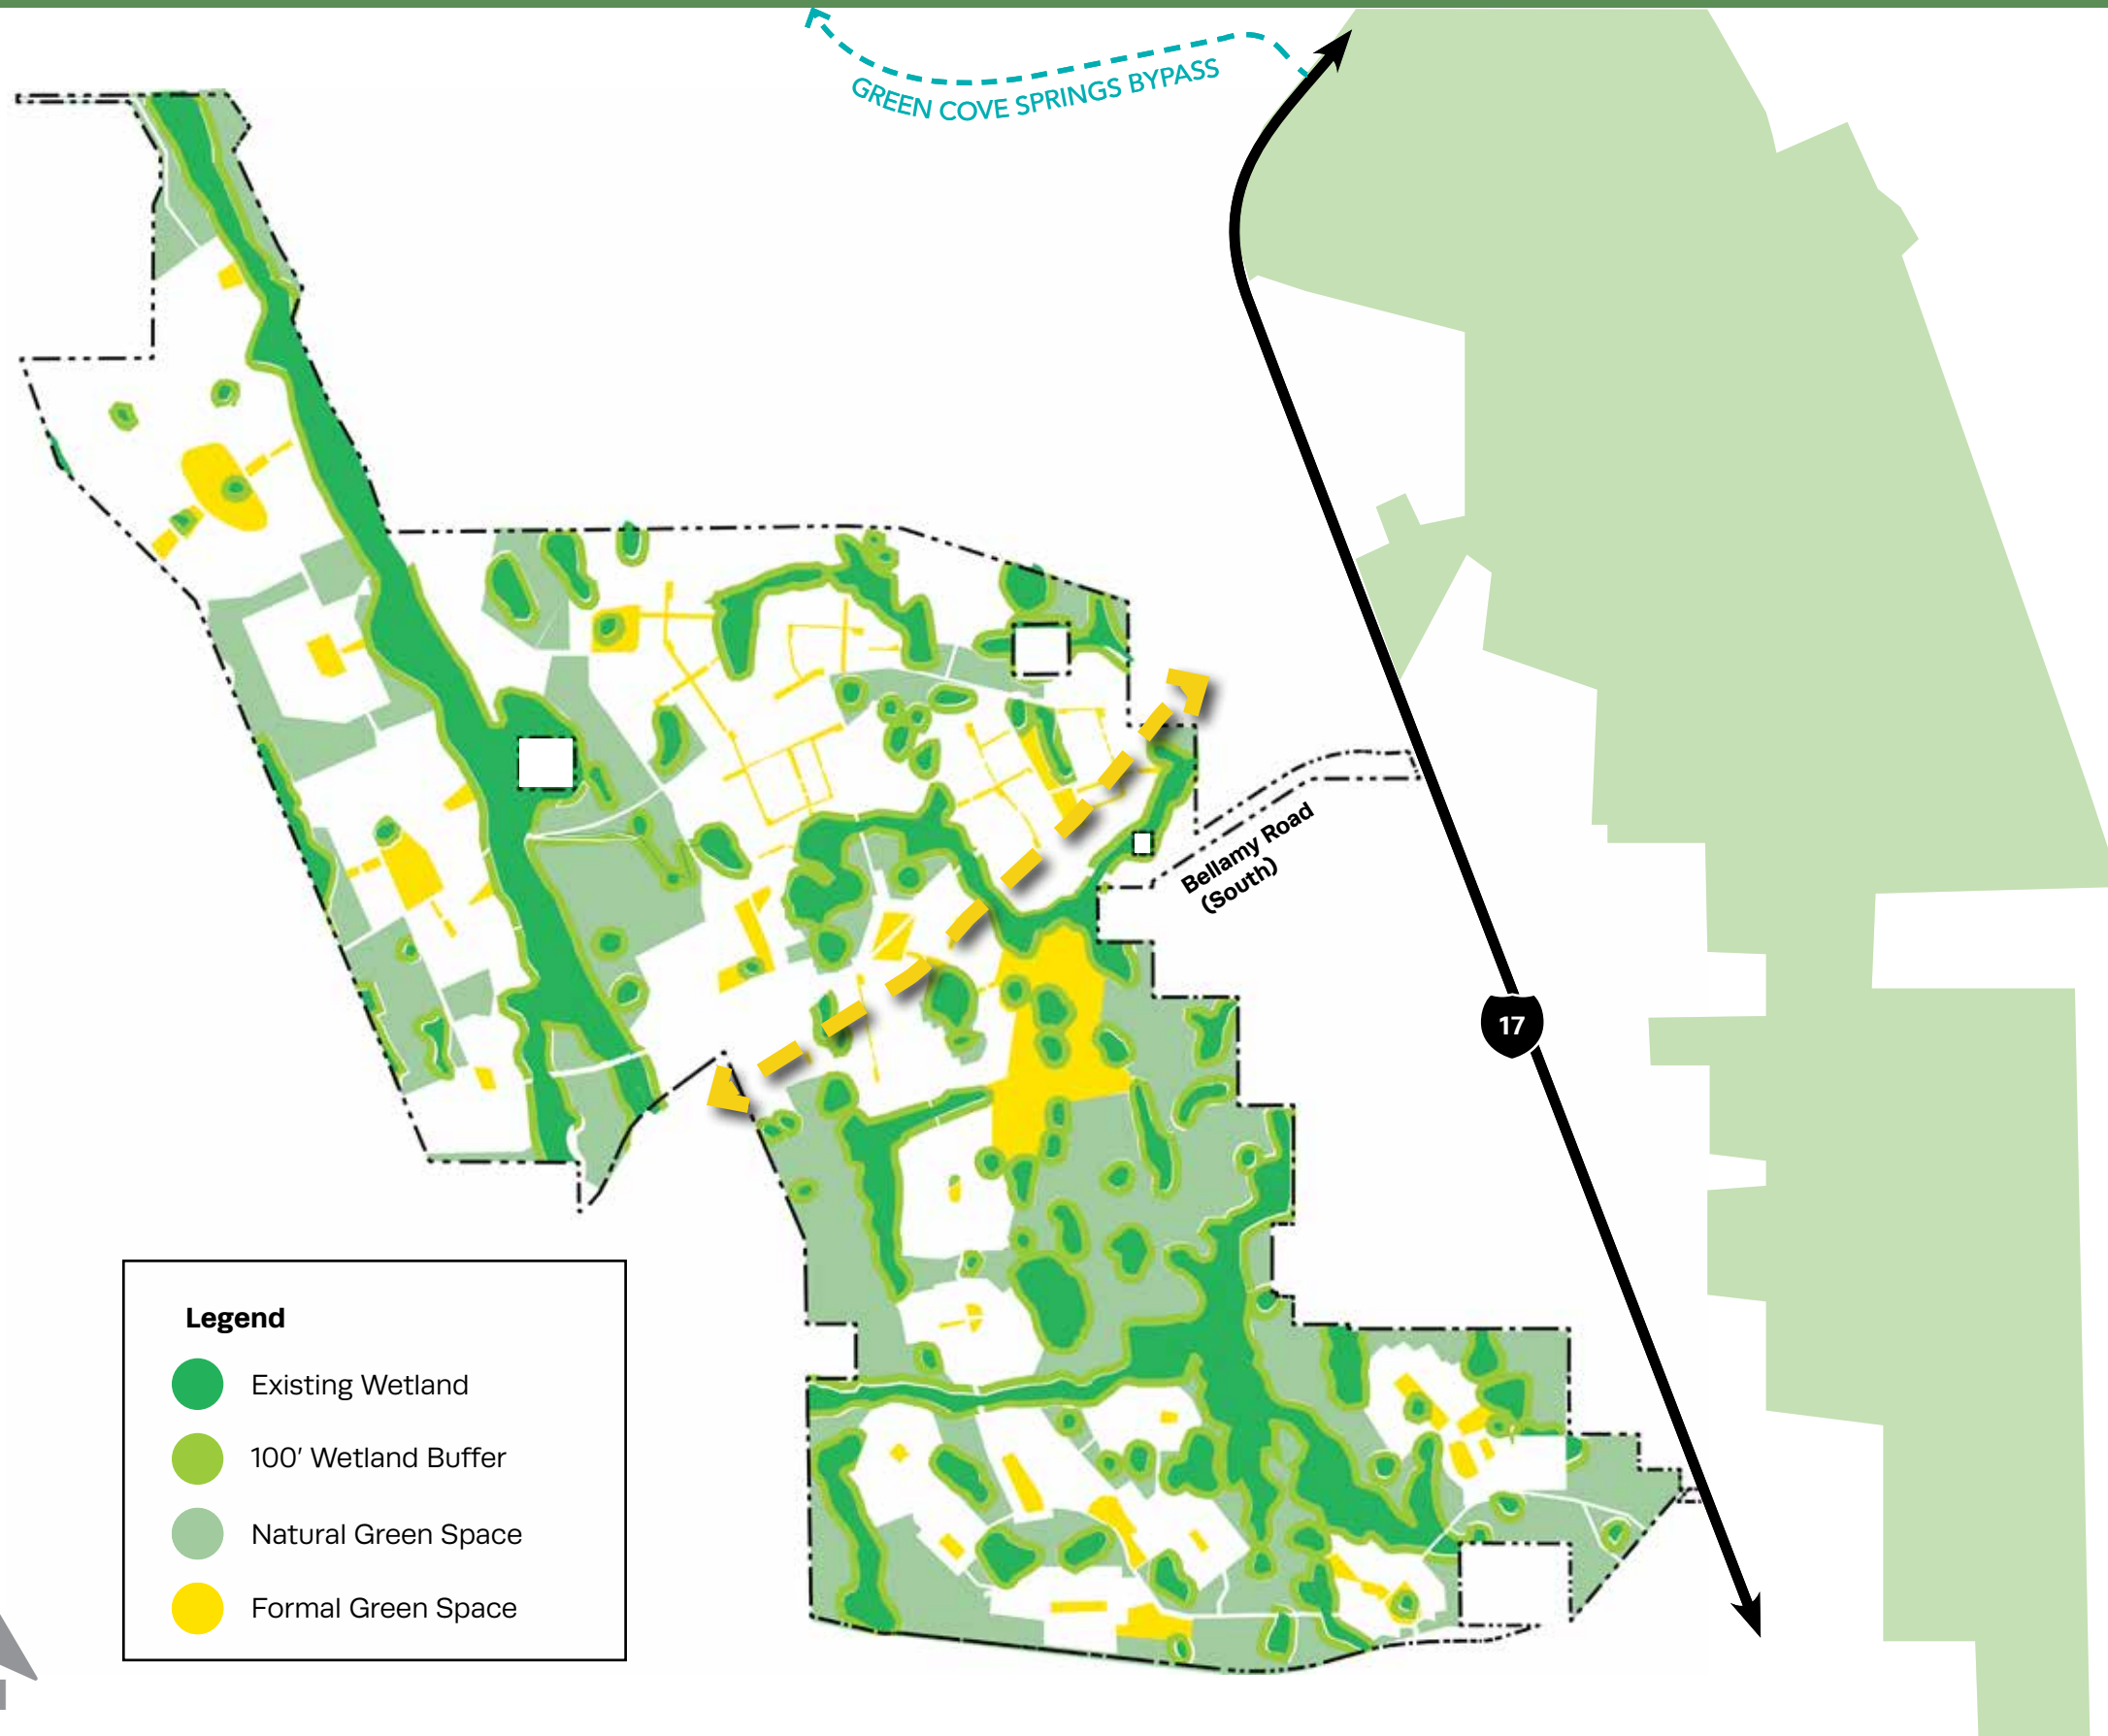 GREEN COVE SPRINGS BYPASS
Bellamy Road
(South)
17
Legend
Existing Wetland
100' Wetland Buffer
Natural Green Space
Formal Green Space